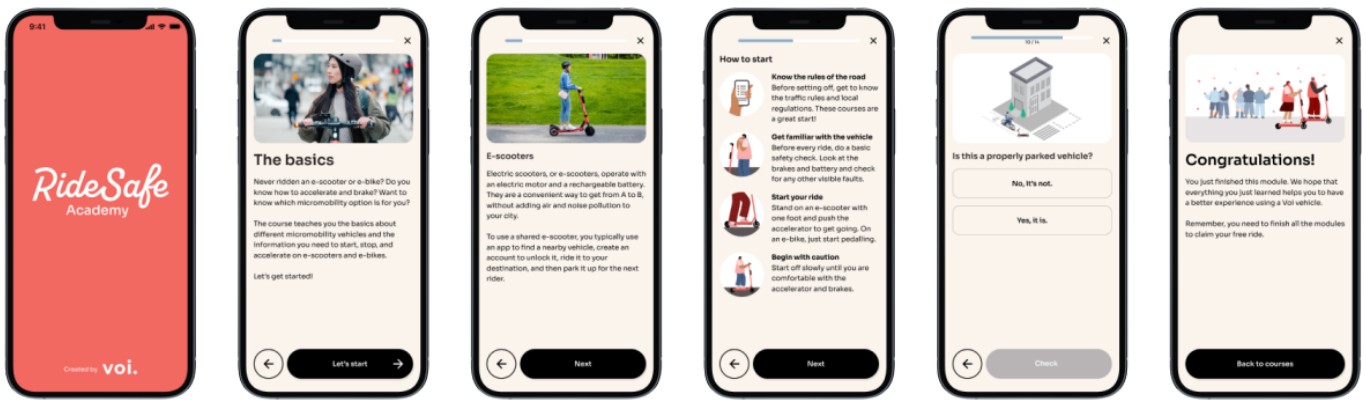 9:41
RideSafe
Academy
Created by voi.
The basics
Never ridden an e-scooter or e-bike? Do you
know how to accelerate and brake? Want to
know which micromobility option is for you?
The course teaches you the basics about
different micromobility vehicles and the
information you need to start, stop, and
accelerate on e-scooters and e-bikes.
Let's get started!
Let's start
E-scooters
Electric scooters, or e-scooters, operate with
an electric motor and a rechargeable battery.
They are a convenient way to get from A to B,
without adding air and noise pollution to
your city.
To use a shared e-scooter, you typically use
an app to find a nearby vehicle, create an
account to unlock it, ride it to your
destination, and then park it up for the next
rider.
Next
How to start
Know the rules of the road
Before setting off, get to know
the traffic rules and local
regulations. These courses are
a great start!
Get familiar with the vehicle
Before every ride, do a basic
safety check. Look at the
brakes and battery and check
for any other visible faults.
Start your ride
Stand on an e-scooter with
one foot and push the
accelerator to get going. On
an e-bike, just start pedalling.
Begin with caution
Start off slowly until you are
comfortable with the
accelerator and brakes.
Next
10/14
Is this a properly parked vehicle?
No, it's not.
Yes, it is.
Check
Congratulations!
You just finished this module. We hope that
everything you just learned helps you to have
a better experience using a Voi vehicle.
Remember, you need to finish all the modules
to claim your free ride.
Back to courses